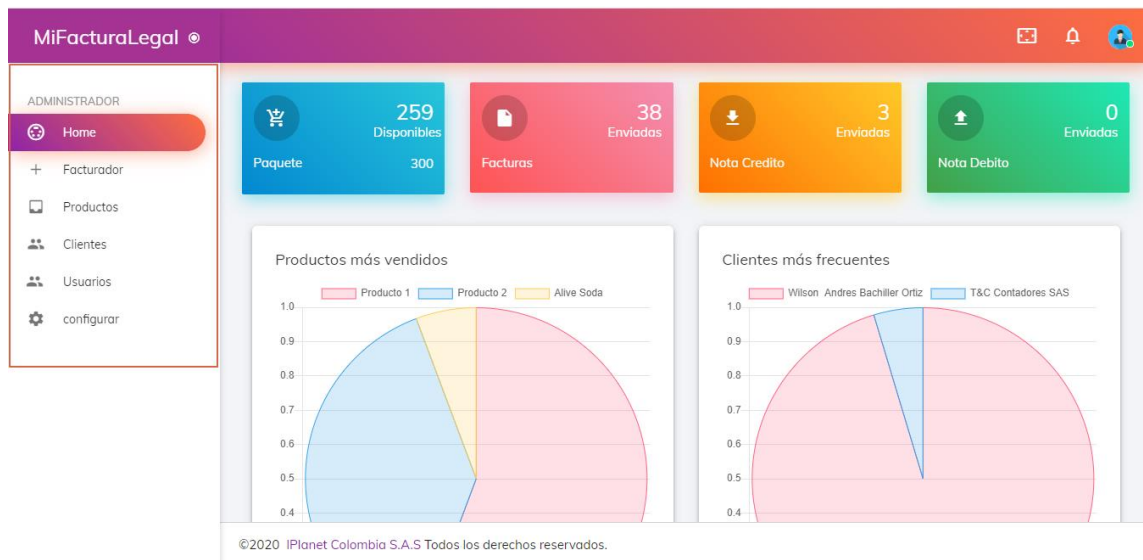 MiFacturaLegal
ADMINISTRADOR
Home
Facturador
Productos
Clientes
Usuarios
configurar
259
Disponibles
Paquete 300
38
Enviadas
Facturas
3
Enviadas
Nota Credito
0
Enviadas
Nota Debito
Productos más vendidos
Producto 1 Producto 2 Alive Soda
1.0
0.9
0.8
0.7
0.6
0.5
0.4
Clientes más frecuentes
Wilson Andres Bachiller Ortiz T&C Contadores SAS
1.0
0.9
0.8
0.7
0.6
0.5
0.4
©2020 IPlanet Colombia S.A.S Todos los derechos reservados.